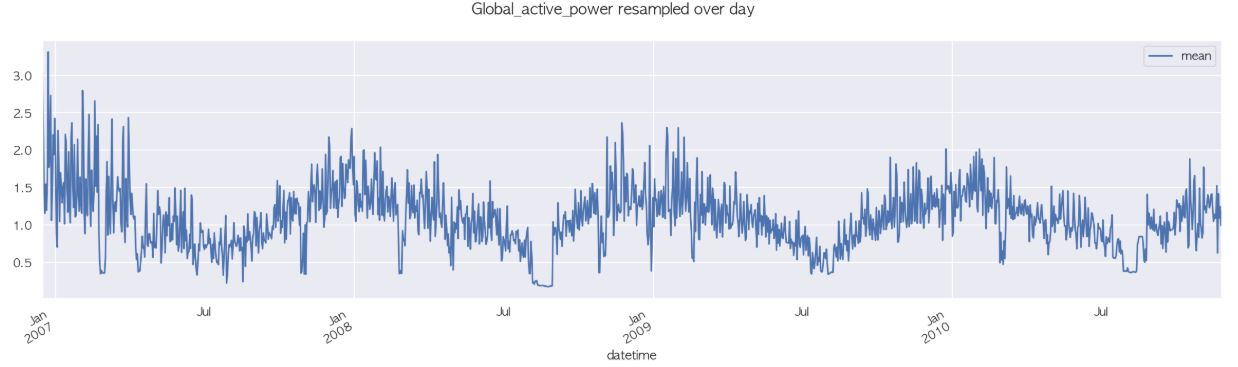 Global_active_power resampled over day
mean
3.0
2.5
2.0
1.5
1.0
0.5
Jan
2007
Jul
Jan
2008
Jul
Jan
2009
Jul
Jan
2010
Jul
datetime